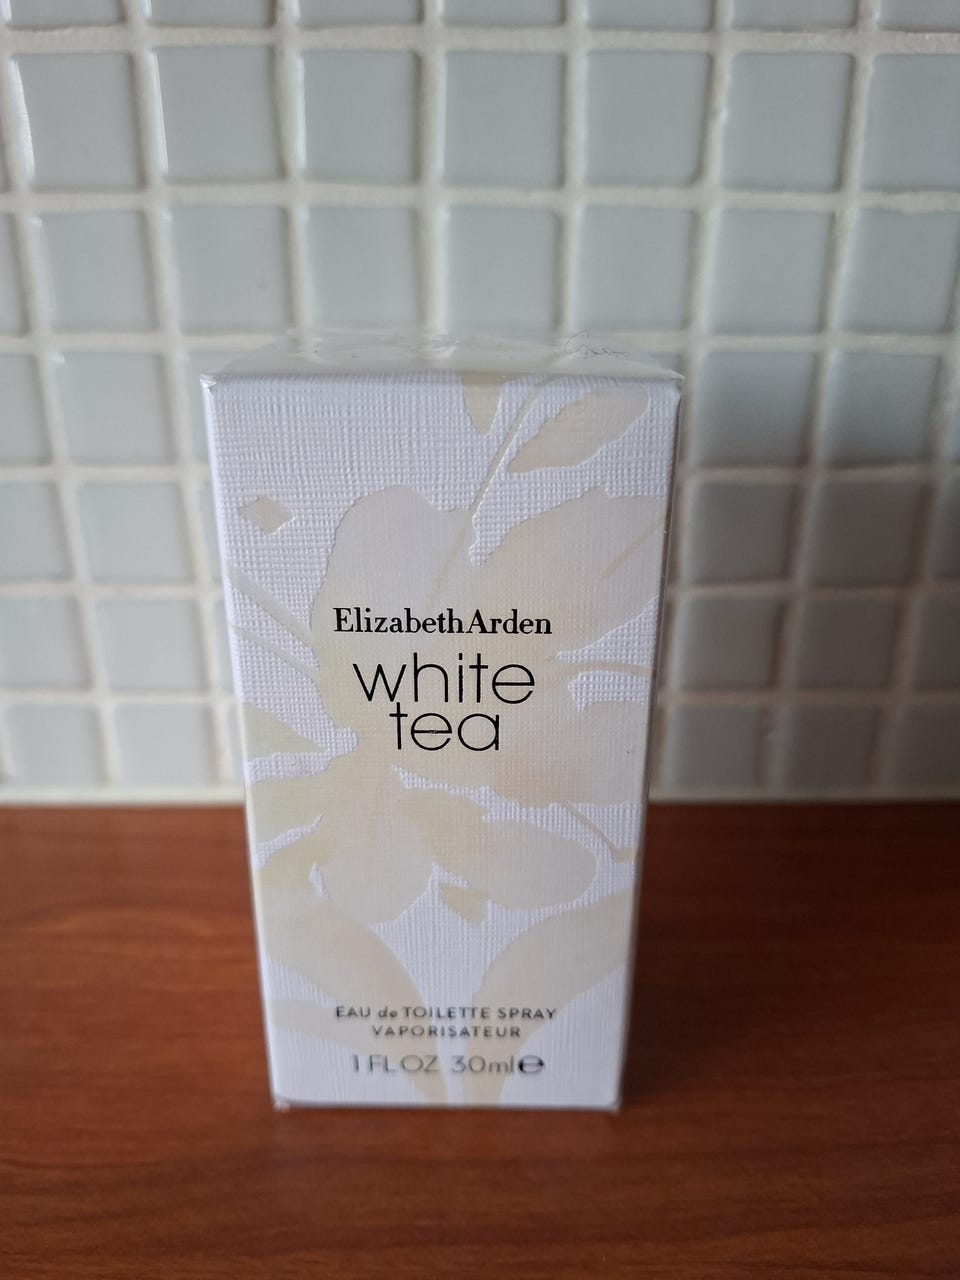 ElizabethArden
white
tea
EAU de TOILETTE SPRAY
VAPORISATEUR
1 FL OZ 30ml℮